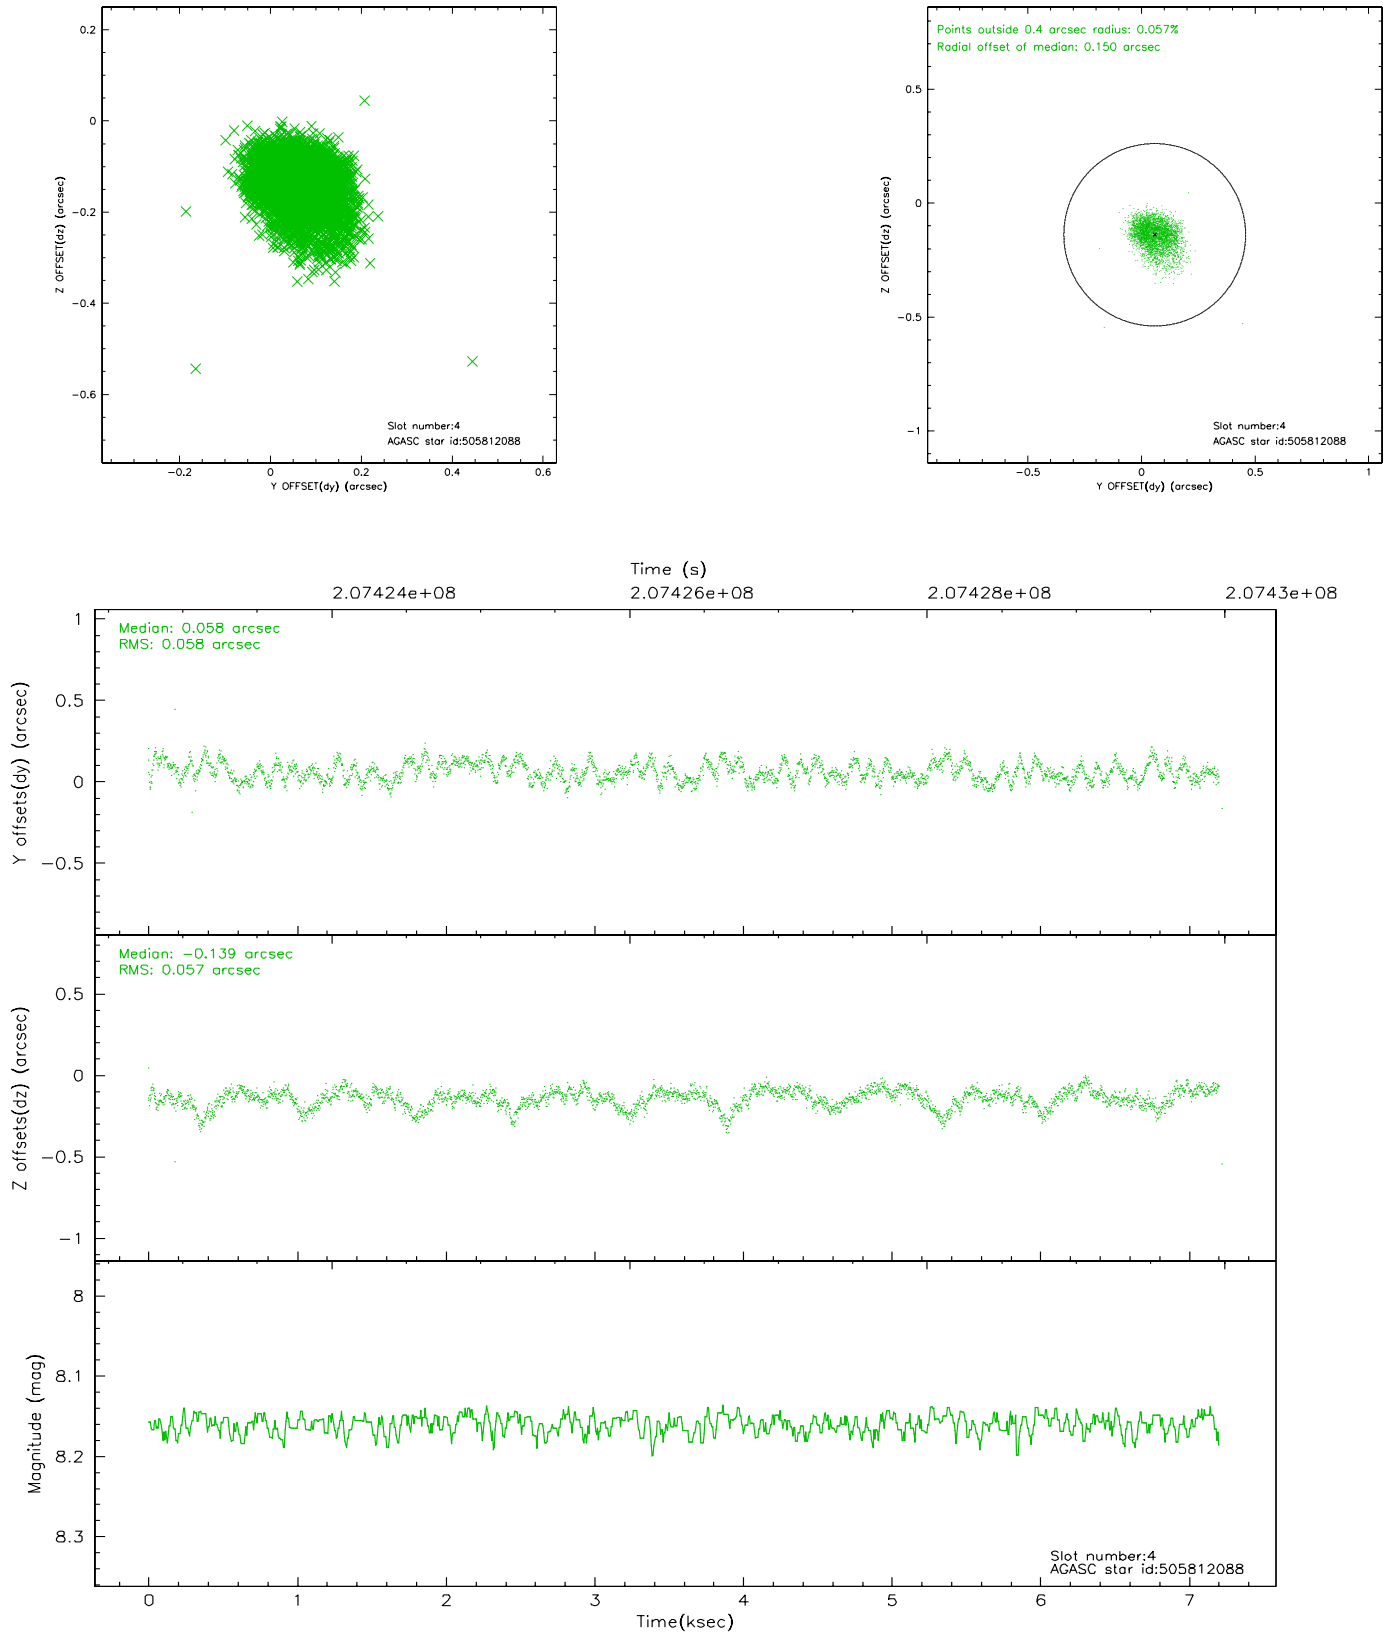 0.2
0
−0.2
−0.4
−0.6
Z OFFSET(dz) (arcsec)
Slot number:4
AGASC star id:505812088
−0.2 0 0.2 0.4 0.6
Y OFFSET(dy) (arcsec)
Points outside 0.4 arcsec radius: 0.057%
Radial offset of median: 0.150 arcsec
0.5
0
−0.5
−1
Z OFFSET(dz) (arcsec)
Slot number:4
AGASC star id:505812088
−0.5 0 0.5 1
Y OFFSET(dy) (arcsec)
Time (s)
2.07424e+08 2.07426e+08 2.07428e+08 2.0743e+08
Median: 0.058 arcsec
RMS: 0.058 arcsec
1
0.5
0
−0.5
Y offsets(dy) (arcsec)
Median: −0.139 arcsec
RMS: 0.057 arcsec
0.5
0
−0.5
−1
Z offsets(dz) (arcsec)
8
8.1
8.2
8.3
Magnitude (mag)
Slot number:4
AGASC star id:505812088
0 1 2 3 4 5 6 7
Time(ksec)